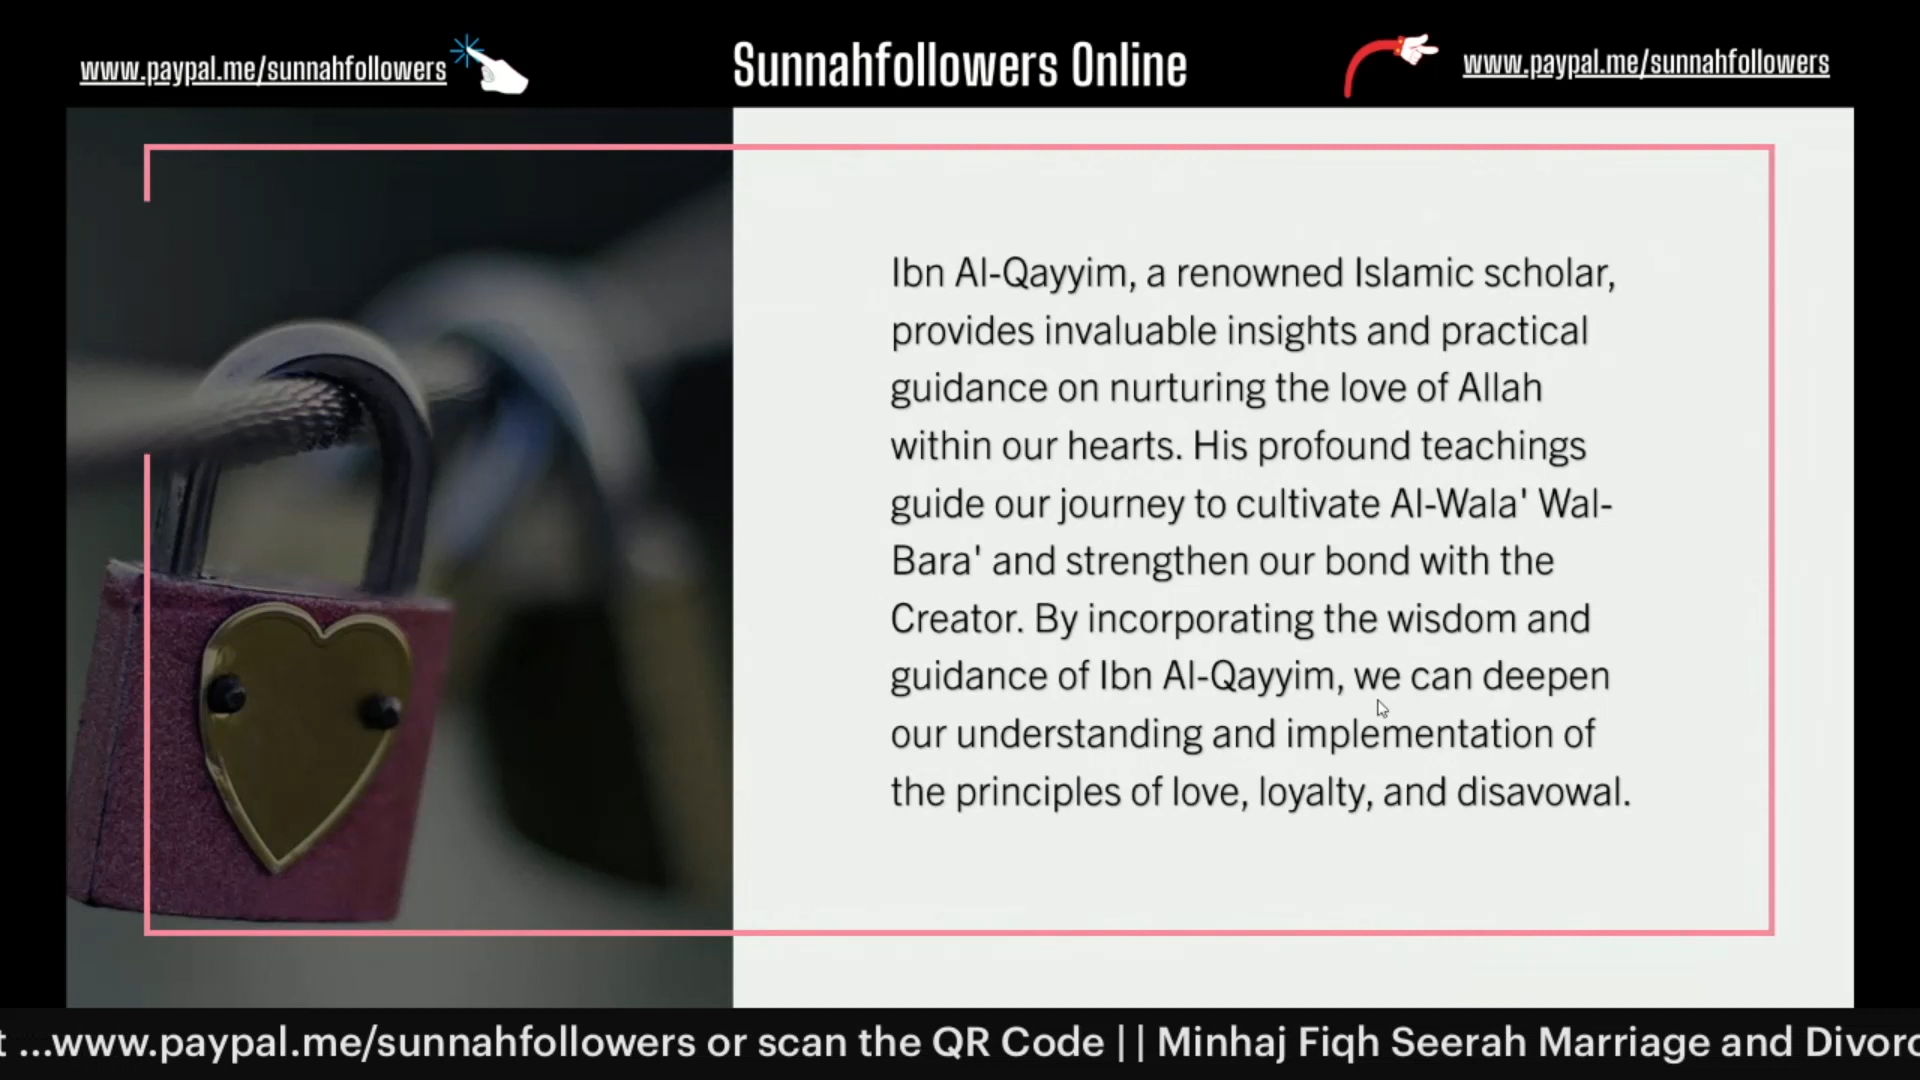 www.paypal.me/sunnahfollowers
Sunnahfollowers Online
www.paypal.me/sunnahfollowers
Ibn Al-Qayyim, a renowned Islamic scholar,
provides invaluable insights and practical
guidance on nurturing the love of Allah
within our hearts. His profound teachings
guide our journey to cultivate Al-Wala' Wal-
Bara' and strengthen our bond with the
Creator. By incorporating the wisdom and
guidance of Ibn Al-Qayyim, we can deepen
our understanding and implementation of
the principles of love, loyalty, and disavowal.
...www.paypal.me/sunnahfollowers or scan the QR Code || Minhaj Fiqh Seerah Marriage and